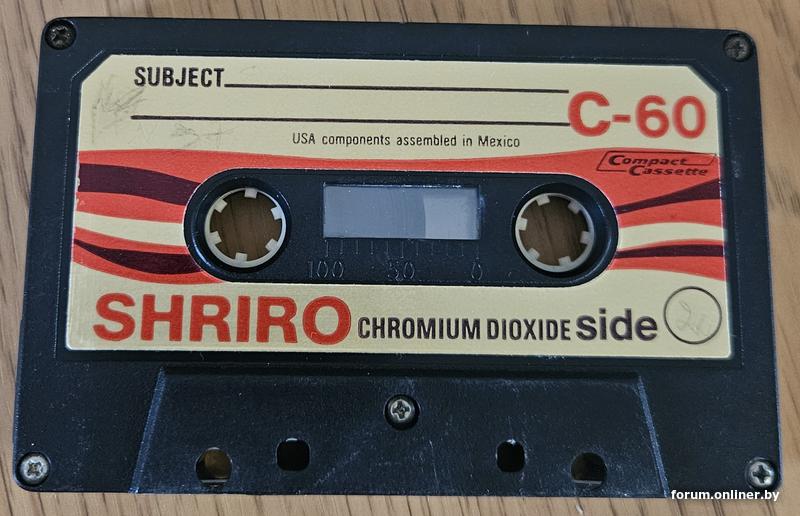 SUBJECT
C-60
USA components assembled in Mexico
Compact
Cassette
100 50 0
SHRIRO CHROMIUM DIOXIDE side
forum.onliner.by